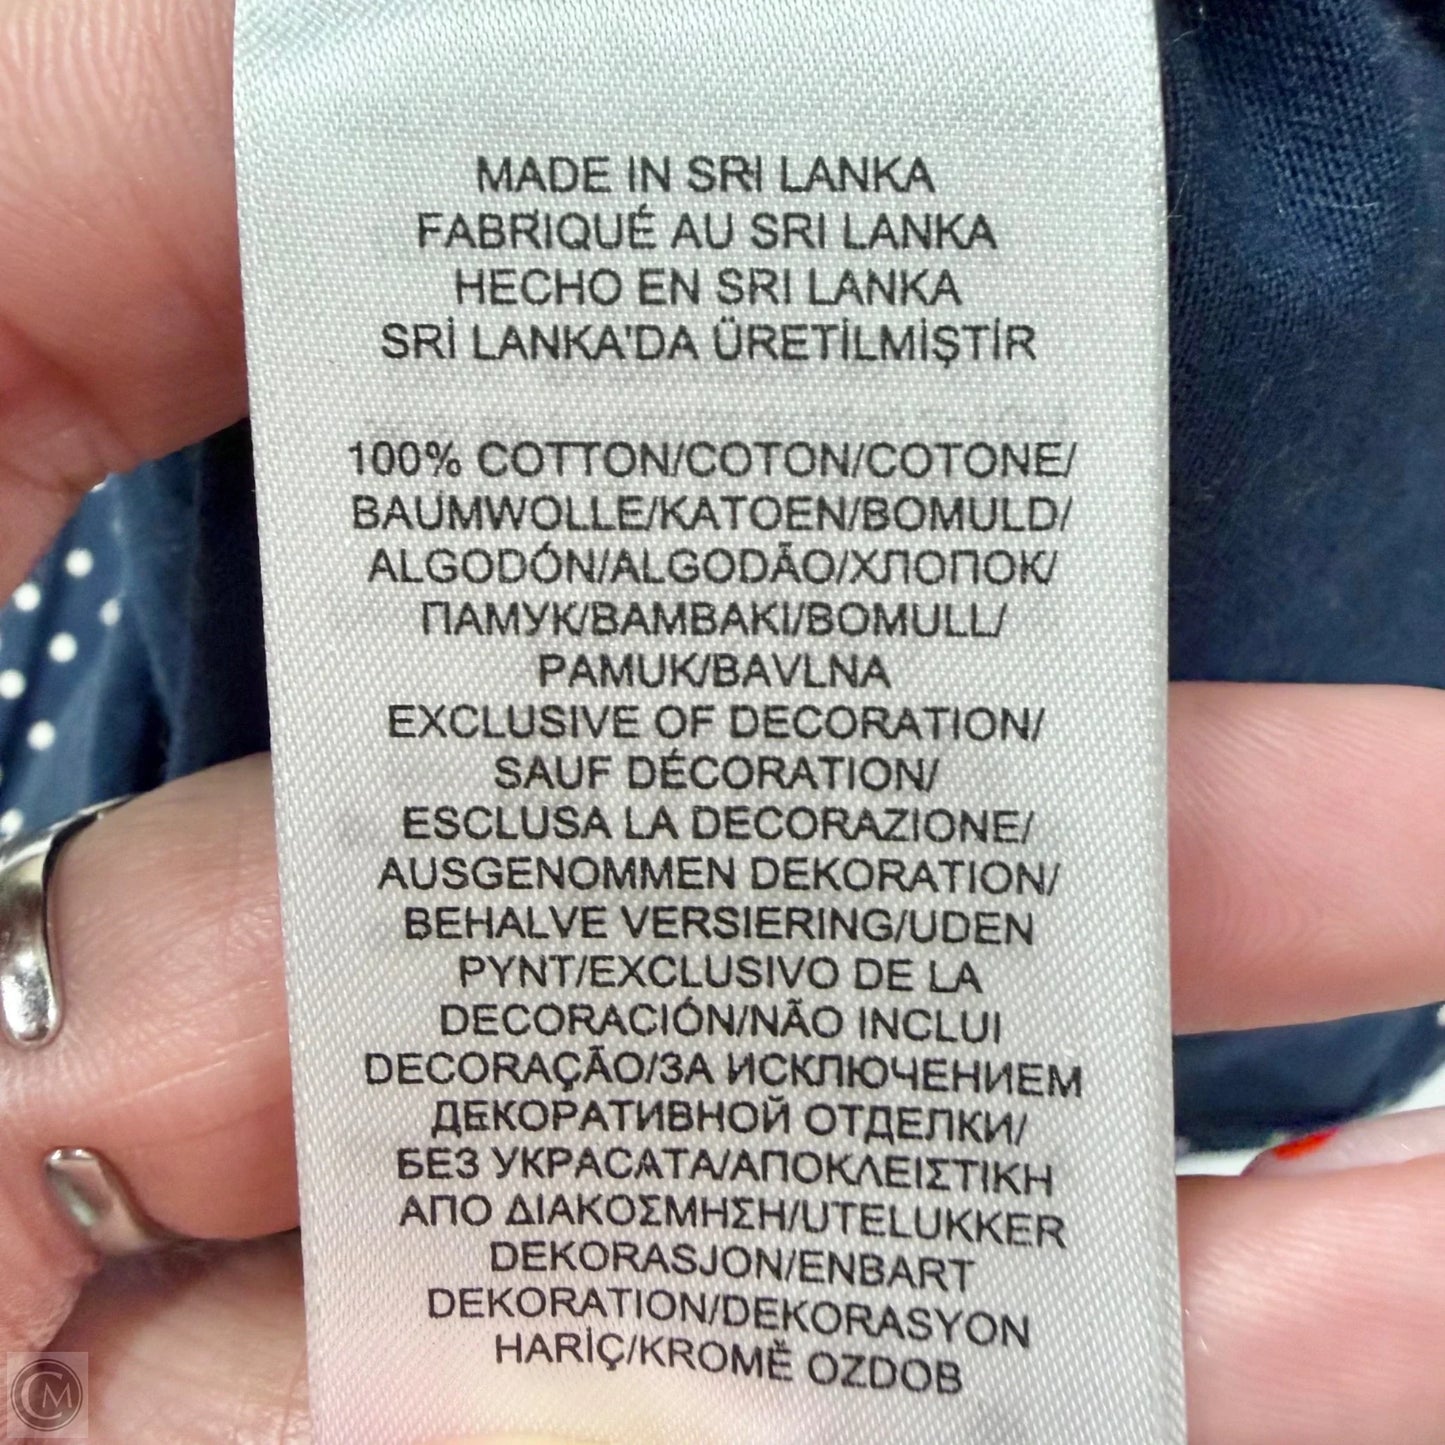 MADE IN SRI LANKA
FABRIQUÉ AU SRI LANKA
HECHO EN SRI LANKA
SRİ LANKA'DA ÜRETİLMİŞTİR
100% COTTON/COTON/COTONE/
BAUMWOLLE/KATOEN/BOMULD/
ALGODÓN/ALGODÃO/ХЛОПОК/
ПАМУК/ΒΑΜΒΑΚΙ/BOMULL/
PAMUK/BAVLNA
EXCLUSIVE OF DECORATION/
SAUF DÉCORATION/
ESCLUSA LA DECORAZIONE/
AUSGENOMMEN DEKORATION/
BEHALVE VERSIERING/UDEN
PYNT/EXCLUSIVO DE LA
DECORACIÓN/NÃO INCLUI
DECORAÇÃO/ЗА ИСКЛЮЧЕНИЕМ
ДЕКОРАТИВНОЙ ОТДЕЛКИ/
БЕЗ УКРАСАТА/ΑΠΟΚΛΕΙΣΤΙΚΗ
ΑΠΟ ΔΙΑΚΟΣΜΗΣΗ/UTELUKKER
DEKORASJON/ENBART
DEKORATION/DEKORASYON
HARİÇ/KROMĚ OZDOB
CM